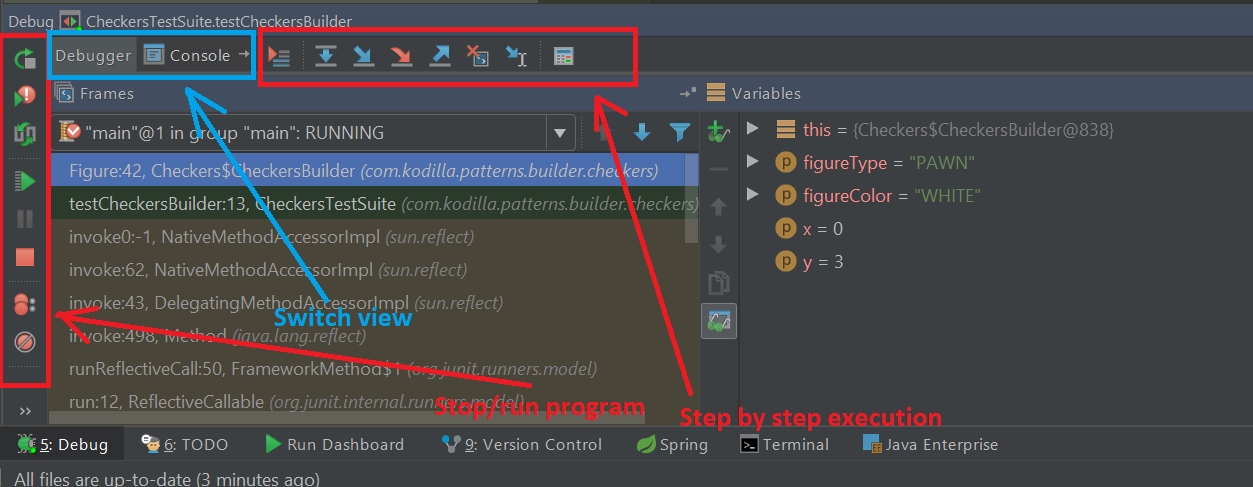 Debug CheckersTestSuite.testCheckersBuilder
Debugger Console
Frames
Variables
"main"@1 in group "main": RUNNING
Figure:42, Checkers$CheckersBuilder (com.kodilla.patterns.builder.checkers)
testCheckersBuilder:13, CheckersTestSuite (com.kodilla.patterns.builder.checkers)
invoke0:-1, NativeMethodAccessorImpl (sun.reflect)
invoke:62, NativeMethodAccessorImpl (sun.reflect)
invoke:43, DelegatingMethodAccessorImpl (sun.reflect)
invoke:498, Method (java.lang.reflect)
runReflectiveCall:50, FrameworkMethod$1 (org.junit.runners.model)
run:12, ReflectiveCallable (org.junit.internal.runners.model)
this = {Checkers$CheckersBuilder@838}
figureType = "PAWN"
figureColor = "WHITE"
x = 0
y = 3
Switch view
Stop/run program
Step by step execution
5: Debug 6: TODO Run Dashboard 9: Version Control Spring Terminal Java Enterprise
All files are up-to-date (3 minutes ago)